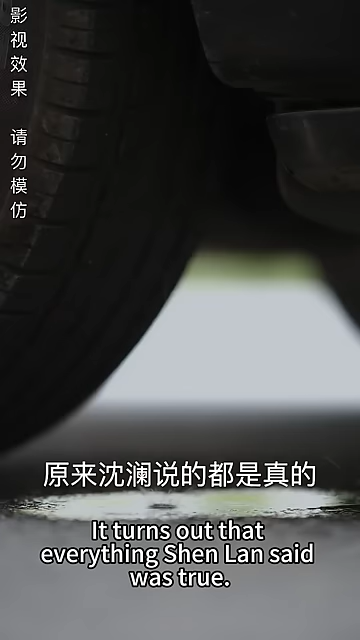 影视效果 请勿模仿
原来沈澜说的都是真的
It turns out that
everything Shen Lan said
was true.